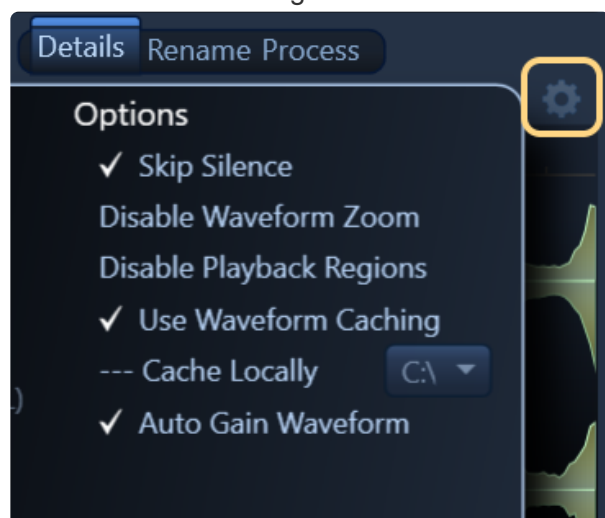 Details Rename Process
Options
✓ Skip Silence
Disable Waveform Zoom
Disable Playback Regions
✓ Use Waveform Caching
--- Cache Locally C:\
✓ Auto Gain Waveform